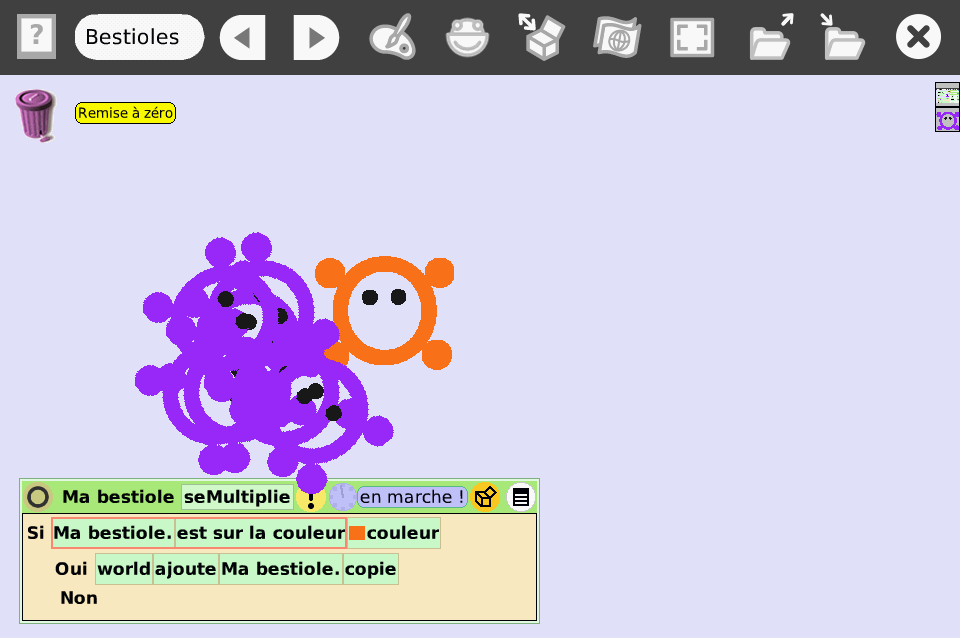 ?
Bestioles
Remise à zéro
Ma bestiole seMultiplie ! en marche !
Si Ma bestiole. est sur la couleur couleur
Oui world ajoute Ma bestiole. copie
Non